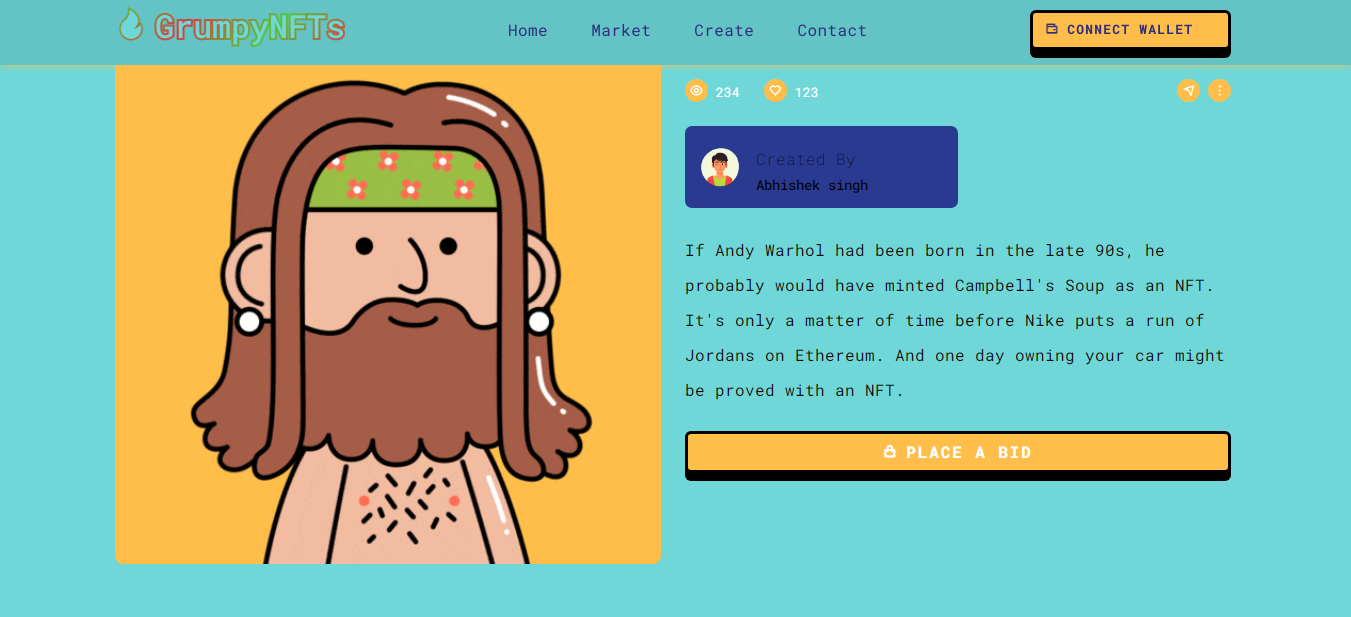 GrumpyNFTs
Home
Market
Create
Contact
CONNECT WALLET
234
123
Created By
Abhishek singh
If Andy Warhol had been born in the late 90s, he
probably would have minted Campbell's Soup as an NFT.
It's only a matter of time before Nike puts a run of
Jordans on Ethereum. And one day owning your car might
be proved with an NFT.
PLACE A BID